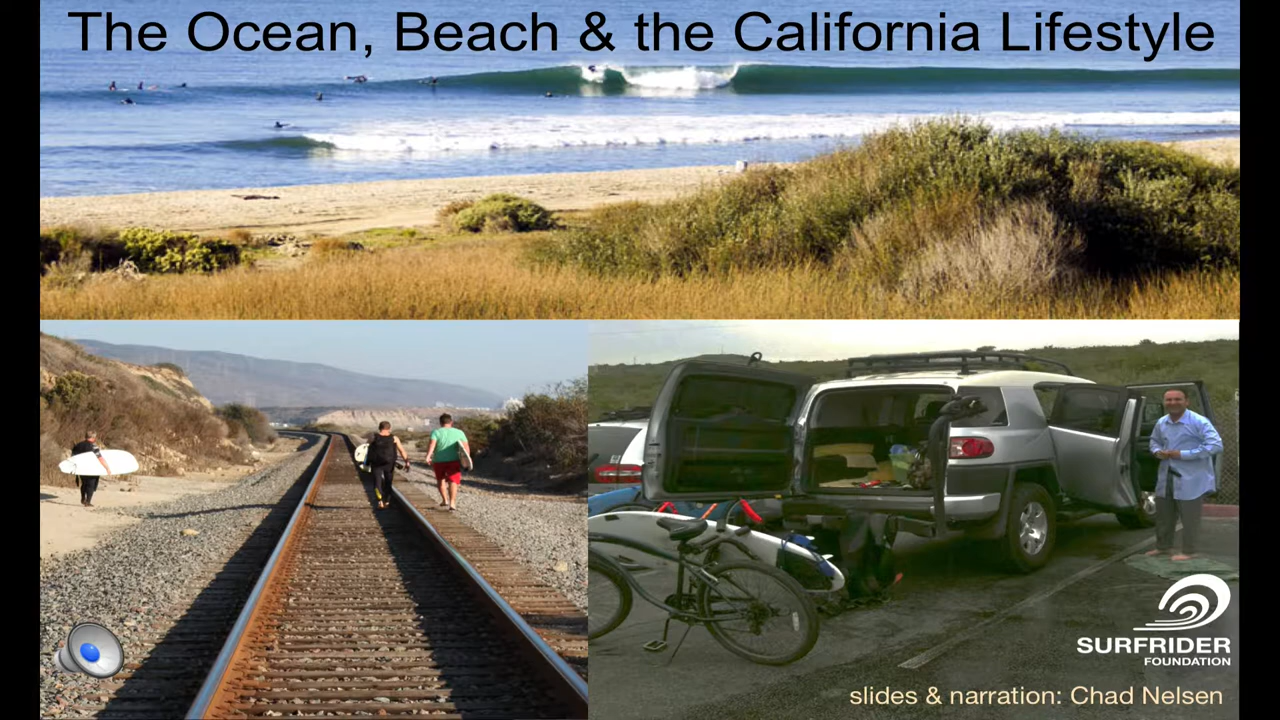 The Ocean, Beach & the California Lifestyle
SURFRIDER
FOUNDATION
slides & narration: Chad Nelsen